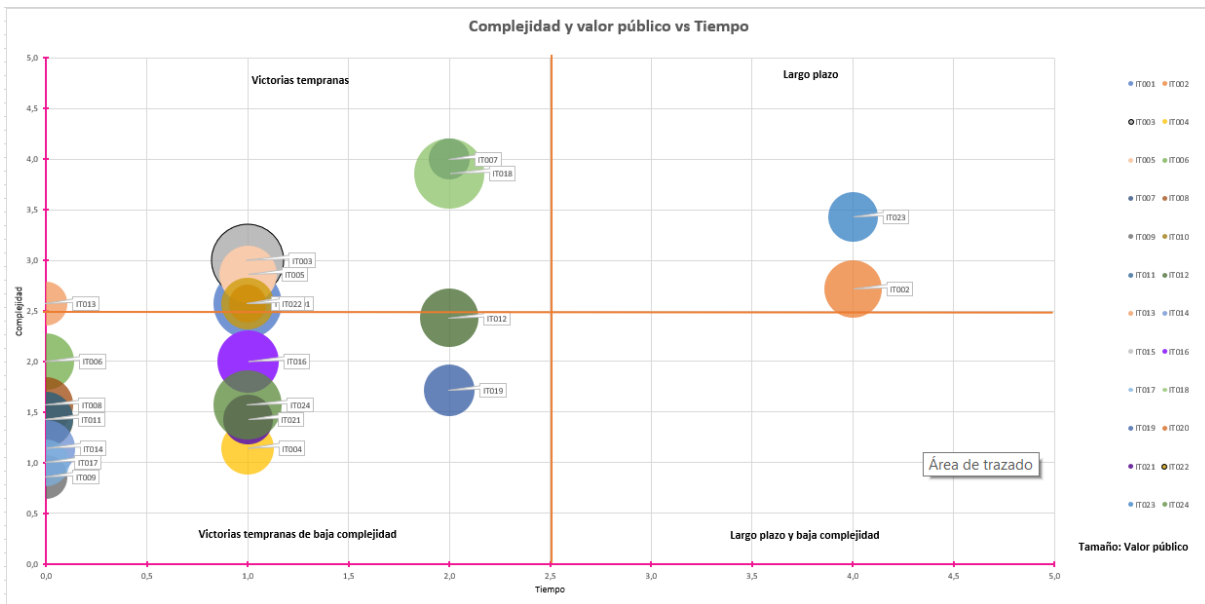 Complejidad y valor público vs Tiempo
5,0
4,5
4,0
3,5
3,0
2,5
2,0
1,5
1,0
0,5
0,0
Complejidad
Victorias tempranas
Largo plazo
IT007
IT018
IT023
IT003
IT005
IT002
IT013
IT022
IT012
IT006
IT016
IT019
IT008
IT024
IT011
IT021
IT014
IT004
IT017
IT009
Área de trazado
Victorias tempranas de baja complejidad
Largo plazo y baja complejidad
0,0 0,5 1,0 1,5 2,0 2,5 3,0 3,5 4,0 4,5 5,0
Tiempo
IT001 IT002
IT003 IT004
IT005 IT006
IT007 IT008
IT009 IT010
IT011 IT012
IT013 IT014
IT015 IT016
IT017 IT018
IT019 IT020
IT021 IT022
IT023 IT024
Tamaño: Valor público